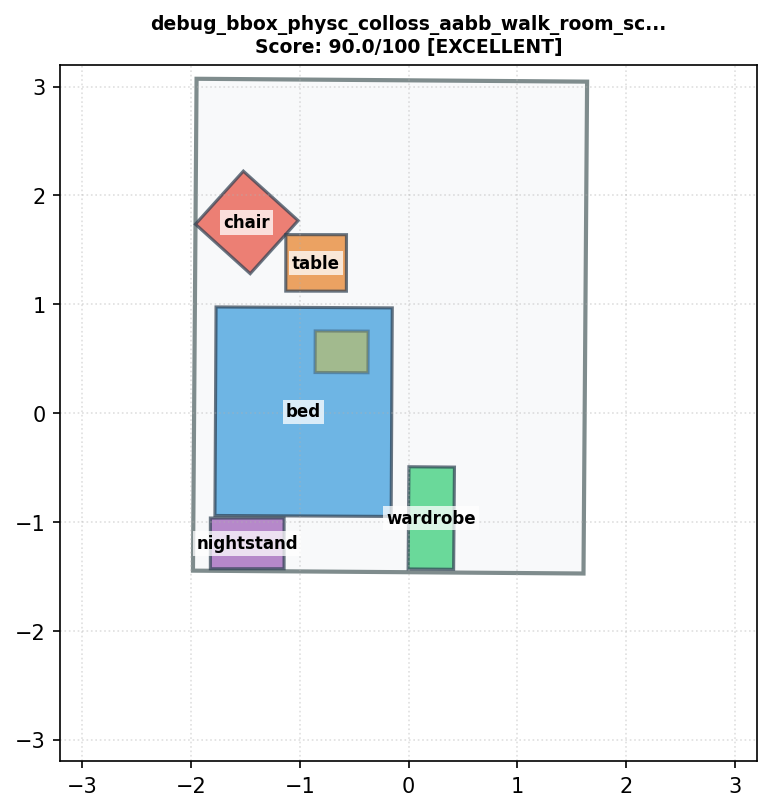 debug_bbox_physc_colloss_aabb_walk_room_sc...
Score: 90.0/100 [EXCELLENT]
3
2
1
0
−1
−2
−3
chair
table
bed
wardrobe
nightstand
−3 −2 −1 0 1 2 3